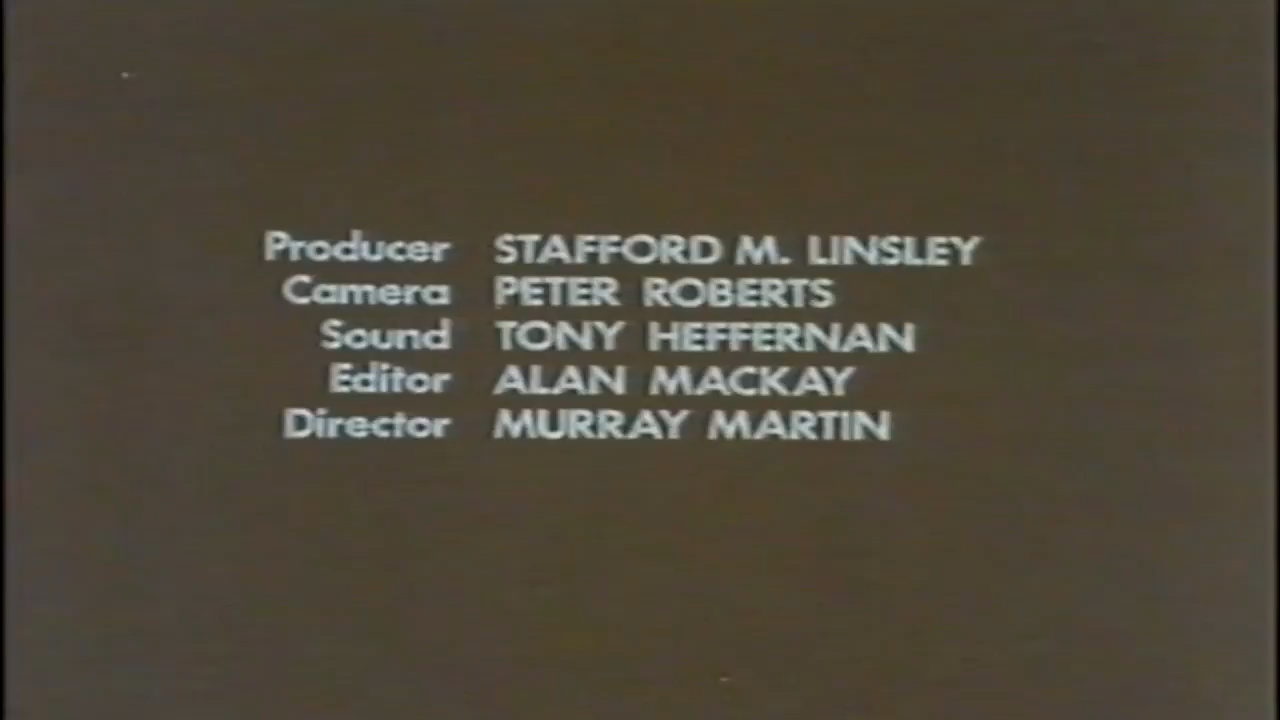 Producer STAFFORD M. LINSLEY
Camera PETER ROBERTS
Sound TONY HEFFERNAN
Editor ALAN MACKAY
Director MURRAY MARTIN